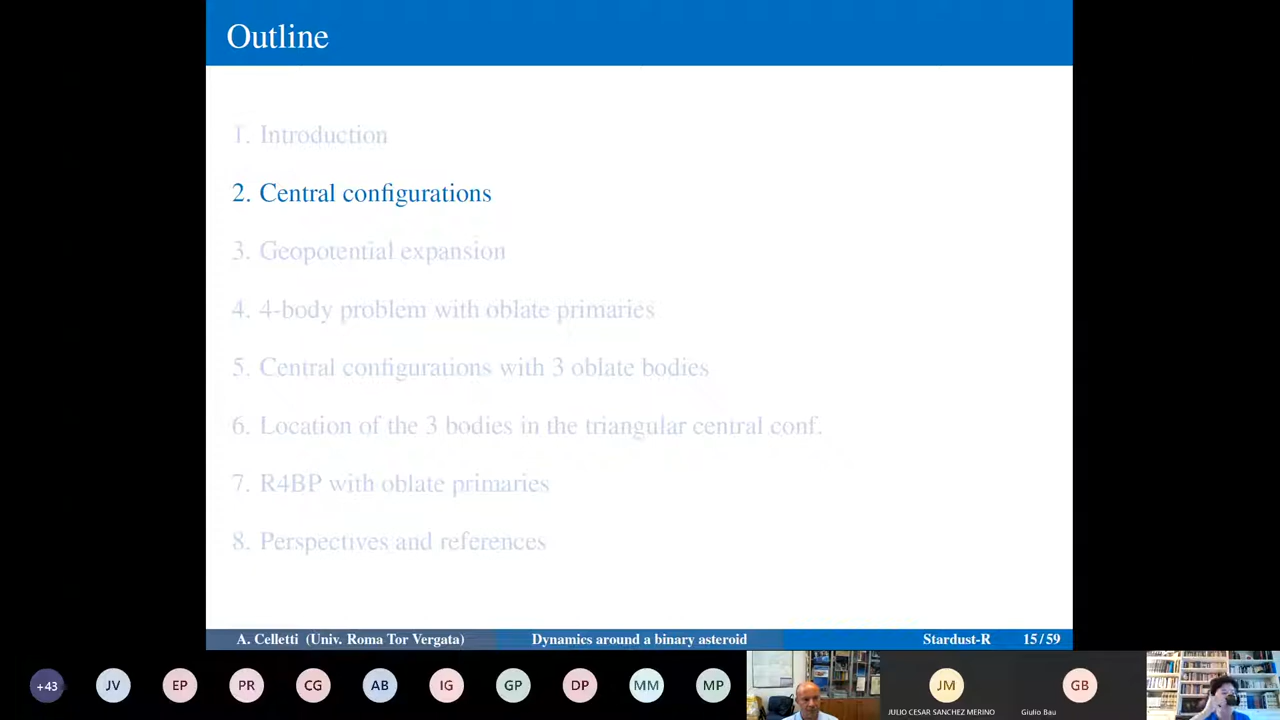 Outline
1. Introduction
2. Central configurations
3. Geopotential expansion
4. 4-body problem with oblate primaries
5. Central configurations with 3 oblate bodies
6. Location of the 3 bodies in the triangular central conf.
7. R4BP with oblate primaries
8. Perspectives and references
A. Celletti (Univ. Roma Tor Vergata) Dynamics around a binary asteroid Stardust-R 15 / 59
+43 JV EP PR CG AB IG GP DP MM MP JM GB
JULIO CESAR SANCHEZ MERINO Giulio Bau